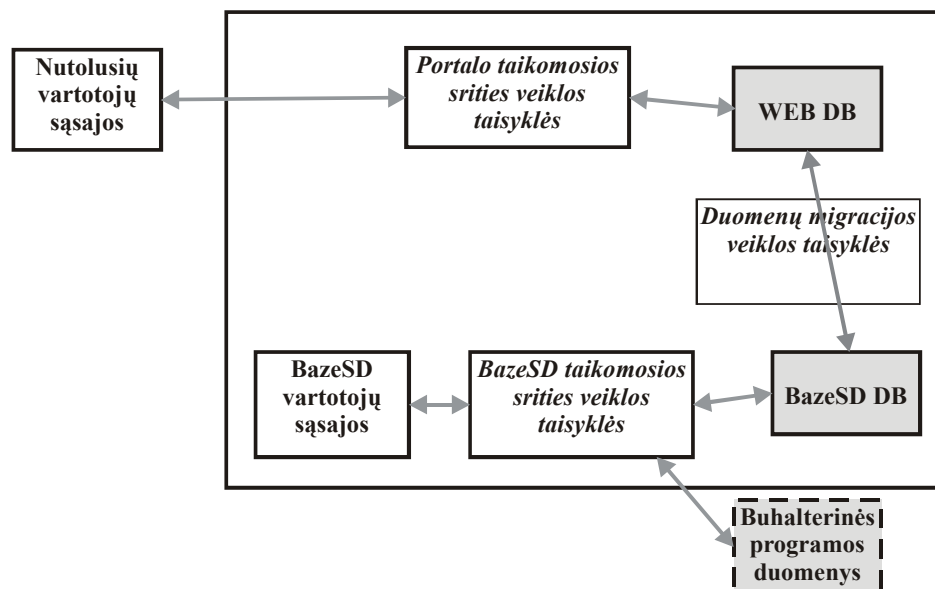 Nutolusių
vartotojų
sąsajos
Portalo taikomosios
srities veiklos
taisyklės
WEB DB
Duomenų migracijos
veiklos taisyklės
BazeSD
vartotojų
sąsajos
BazeSD taikomosios
srities veiklos
taisyklės
BazeSD DB
Buhalterinės
programos
duomenys